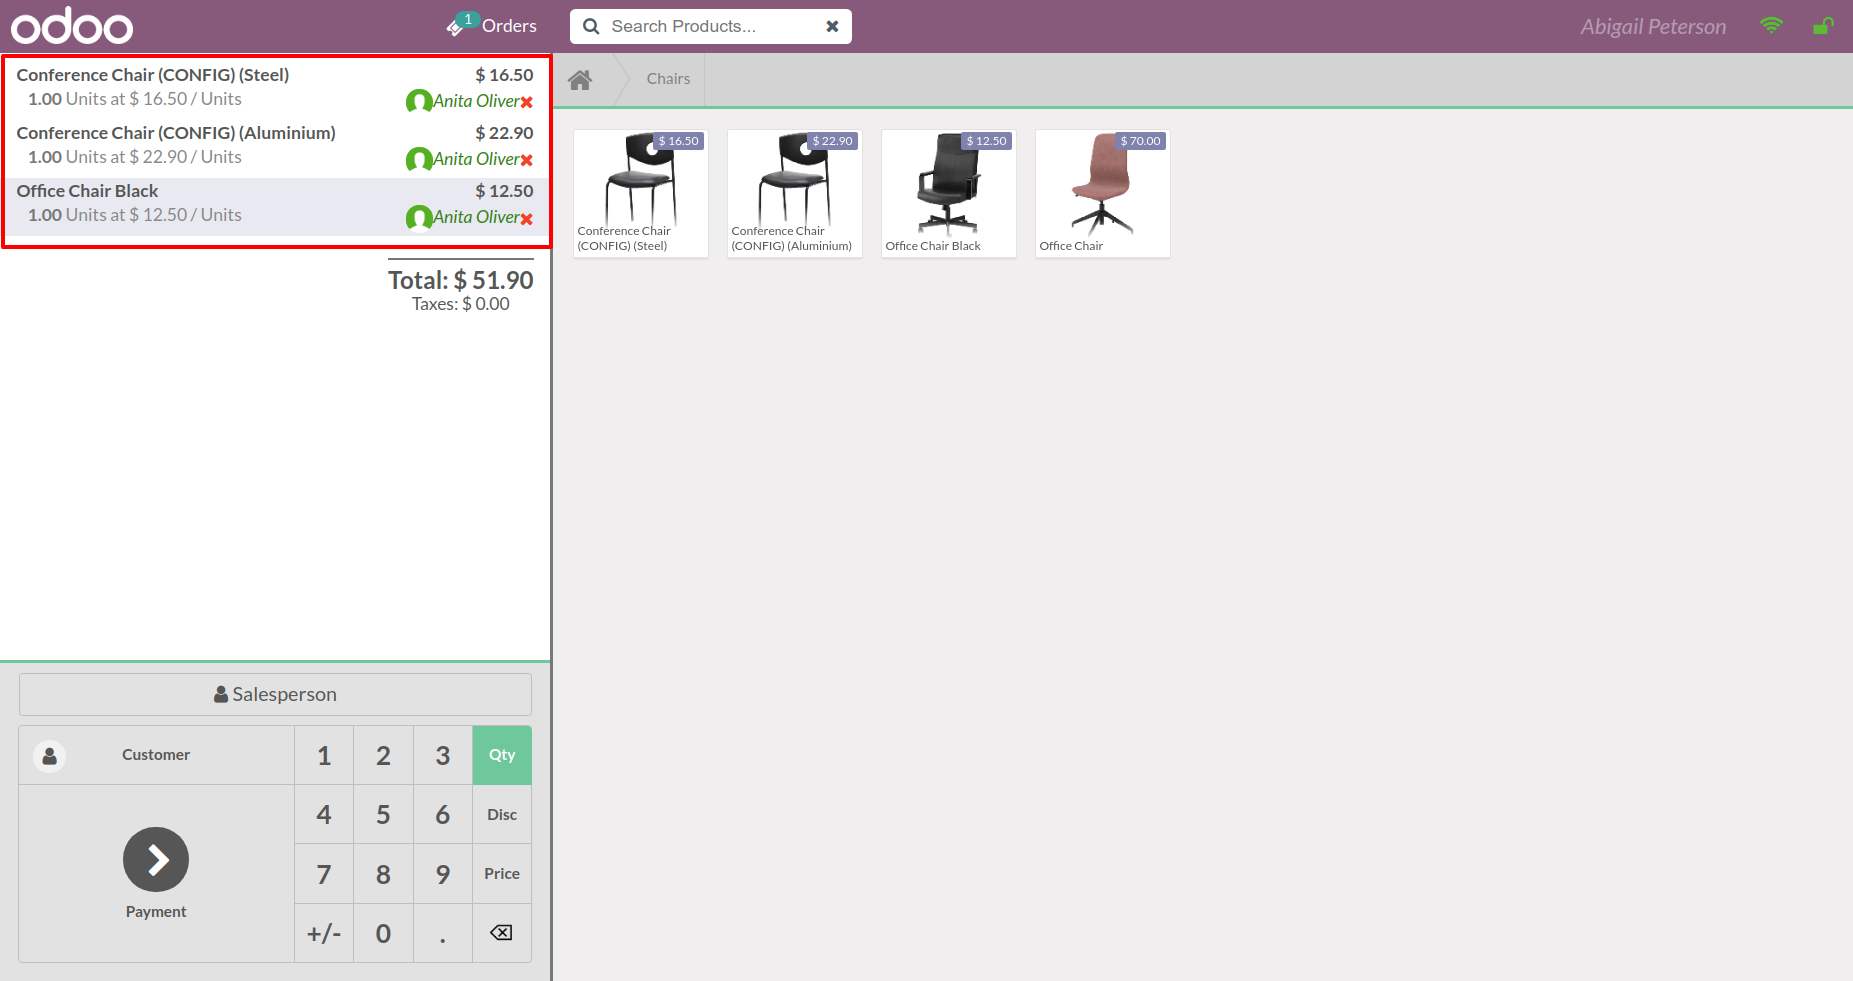 odoo
1 Orders
Search Products...
Abigail Peterson
Conference Chair (CONFIG) (Steel) $ 16.50
1.00 Units at $ 16.50 / Units Anita Oliver
Conference Chair (CONFIG) (Aluminium) $ 22.90
1.00 Units at $ 22.90 / Units Anita Oliver
Office Chair Black $ 12.50
1.00 Units at $ 12.50 / Units Anita Oliver
Total: $ 51.90
Taxes: $ 0.00
Salesperson
Customer
Payment
1 2 3 Qty
4 5 6 Disc
7 8 9 Price
+/- 0 .
Chairs
$ 16.50
Conference Chair
(CONFIG) (Steel)
$ 22.90
Conference Chair
(CONFIG) (Aluminium)
$ 12.50
Office Chair Black
$ 70.00
Office Chair